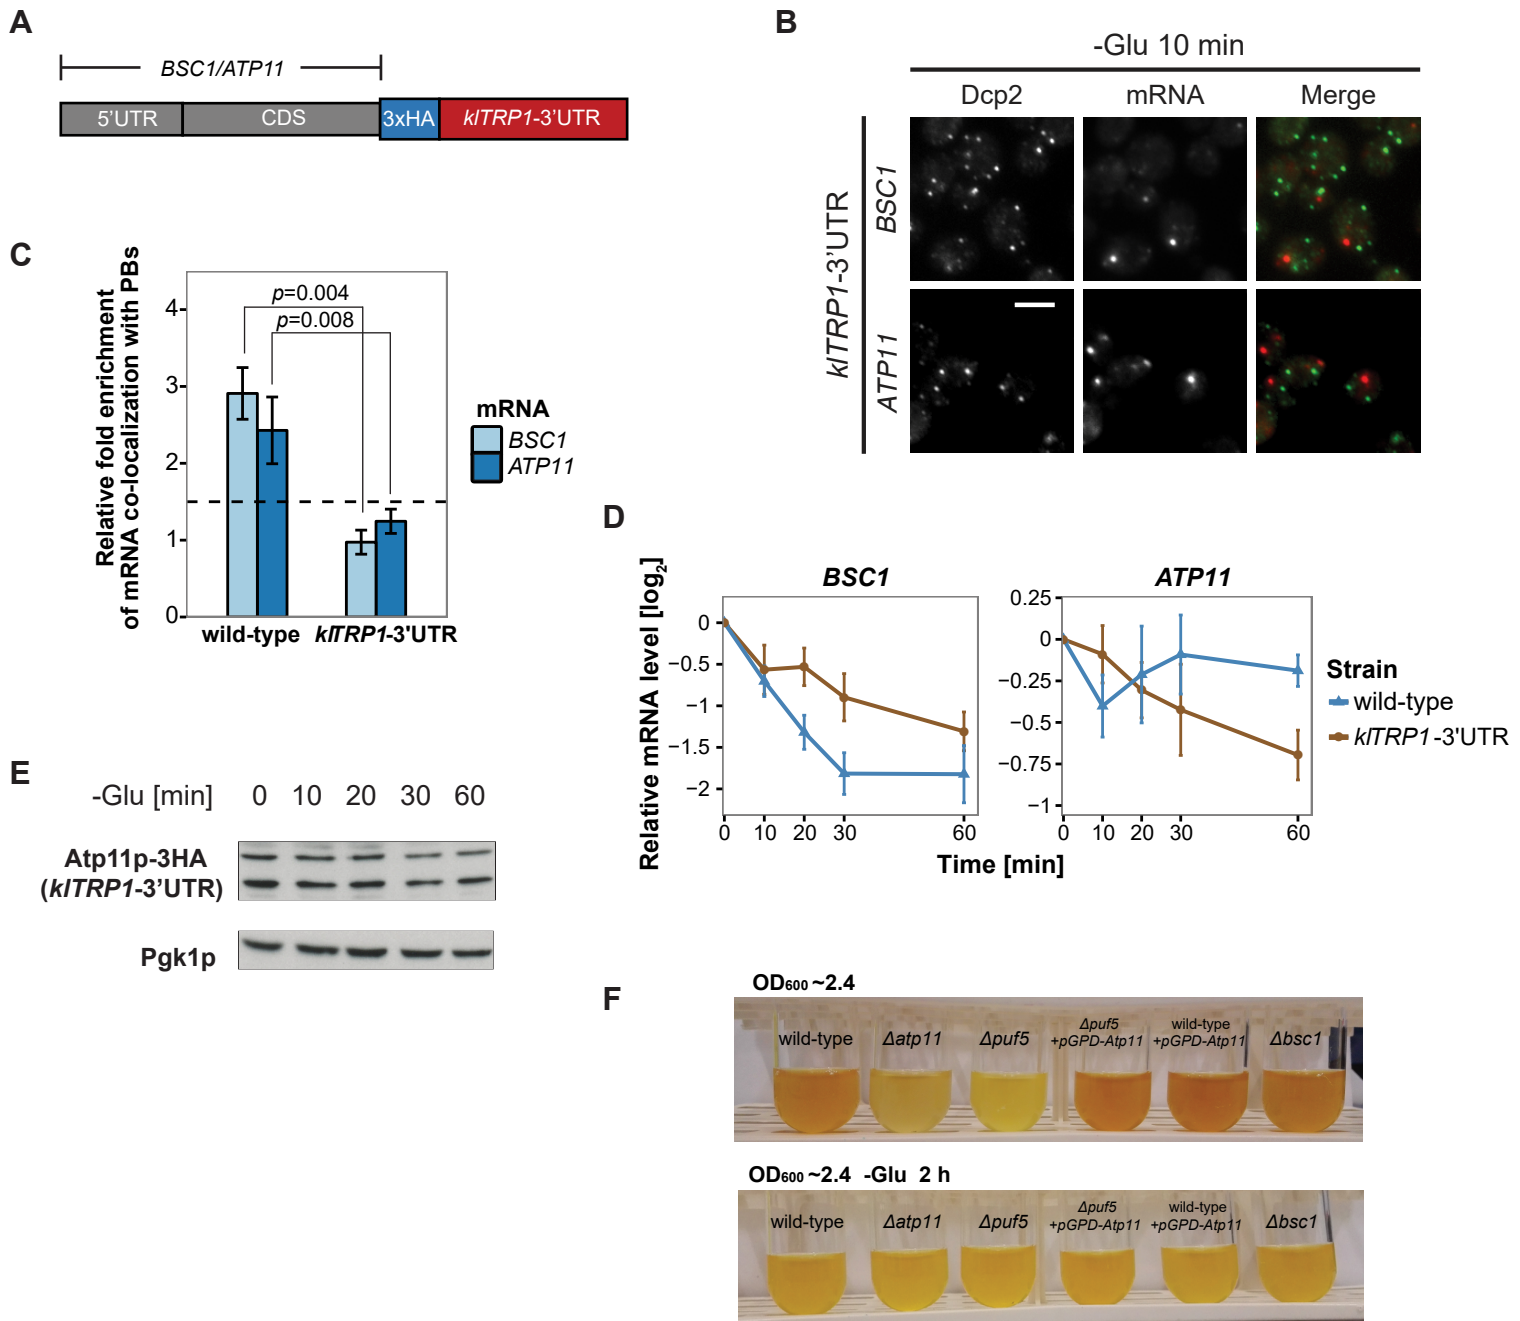 A
BSC1/ATP11
5'UTR
CDS
3xHA
klTRP1-3'UTR
B
-Glu 10 min
Dcp2
mRNA
Merge
klTRP1-3'UTR
BSC1
ATP11
C
Relative fold enrichment
of mRNA co-localization with PBs
4
3
2
1
0
p=0.004
p=0.008
wild-type
klTRP1-3'UTR
mRNA
BSC1
ATP11
D
Relative mRNA level [log2]
BSC1
0
−0.5
−1
−1.5
−2
0 10 20 30 60
ATP11
0.25
0
−0.25
−0.5
−0.75
−1
0 10 20 30 60
Time [min]
Strain
wild-type
klTRP1-3'UTR
E
-Glu [min] 0 10 20 30 60
Atp11p-3HA
(klTRP1-3'UTR)
Pgk1p
F
OD600 ~2.4
wild-type
Δatp11
Δpuf5
Δpuf5
+pGPD-Atp11
wild-type
+pGPD-Atp11
Δbsc1
OD600 ~2.4 -Glu 2 h
wild-type
Δatp11
Δpuf5
Δpuf5
+pGPD-Atp11
wild-type
+pGPD-Atp11
Δbsc1